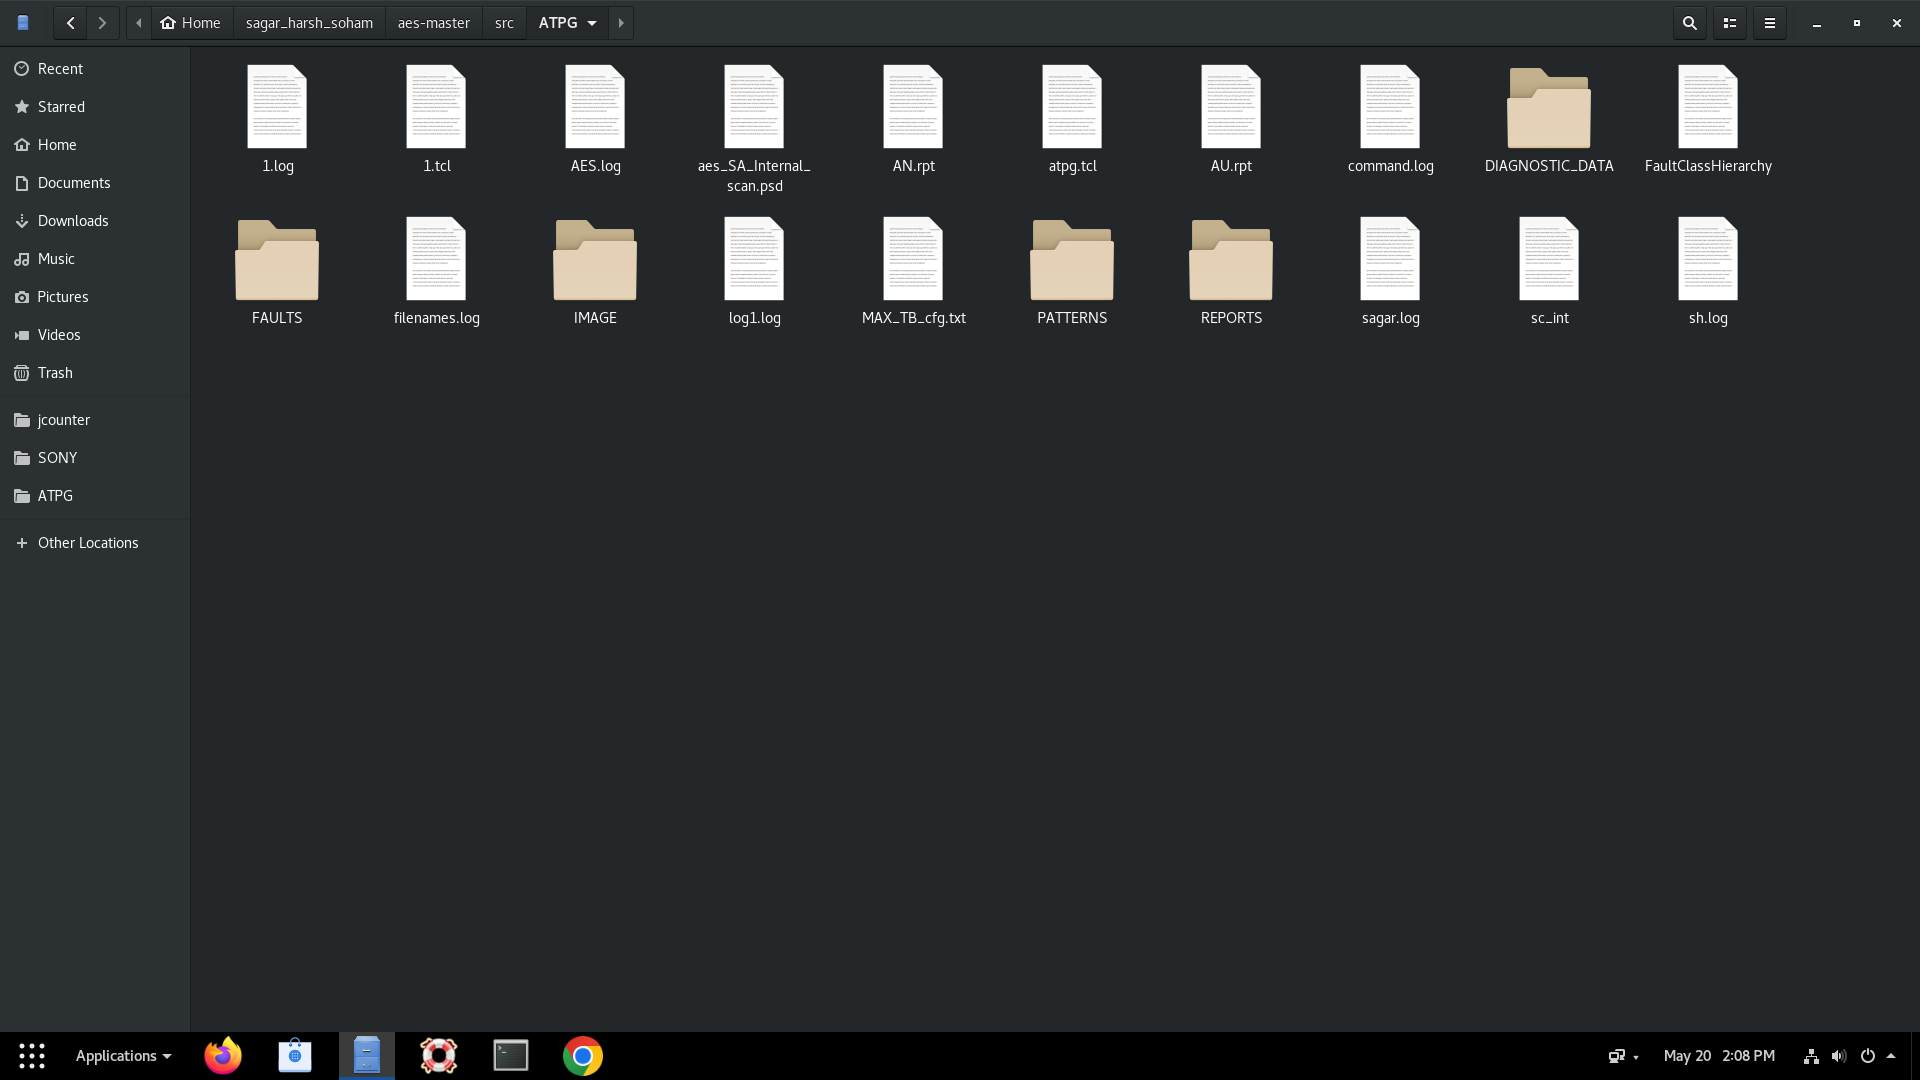 Home
sagar_harsh_soham
aes-master
src
ATPG
Recent
Starred
Home
Documents
Downloads
Music
Pictures
Videos
Trash
jcounter
SONY
ATPG
Other Locations
1.log
1.tcl
AES.log
aes_SA_Internal_
scan.psd
AN.rpt
atpg.tcl
AU.rpt
command.log
DIAGNOSTIC_DATA
FaultClassHierarchy
FAULTS
filenames.log
IMAGE
log1.log
MAX_TB_cfg.txt
PATTERNS
REPORTS
sagar.log
sc_int
sh.log
Applications
May 20 2:08 PM